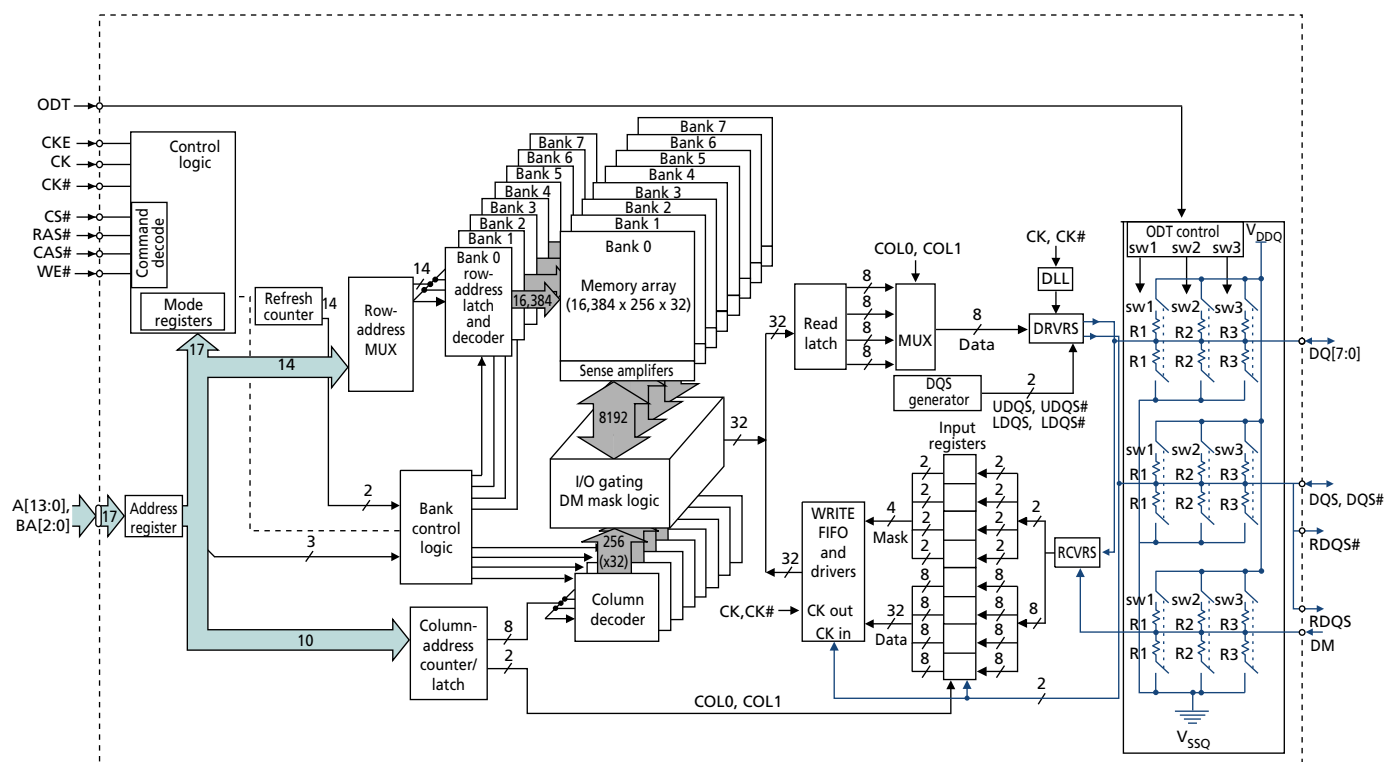 ODT
CKE
CK
CK#
CS#
RAS#
CAS#
WE#
Control
logic
Command
decode
Mode
registers
17
Refresh
counter
14
14
Row-
address
MUX
14
Bank 7
Bank 6
Bank 5
Bank 4
Bank 3
Bank 2
Bank 1
Bank 0
row-
address
latch
and
decoder
16,384
Bank 7
Bank 6
Bank 5
Bank 4
Bank 3
Bank 2
Bank 1
Bank 0
Memory array
(16,384 x 256 x 32)
Sense amplifers
8192
I/O gating
DM mask logic
32
256
(x32)
Column
decoder
A[13:0],
BA[2:0]
17
Address
register
2
3
Bank
control
logic
10
Column-
address
counter/
latch
8
2
COL0, COL1
32
Read
latch
8
8
8
8
COL0, COL1
MUX
8
Data
CK, CK#
DLL
DRVRS
DQS
generator
2
UDQS, UDQS#
LDQS, LDQS#
Input
registers
2
2
2
2
8
8
8
8
2
2
2
2
8
8
8
8
2
8
RCVRS
32
WRITE
FIFO
and
drivers
CK out
CK in
CK,CK#
4
Mask
32
Data
2
ODT control
sw1 sw2 sw3
VDDQ
sw1 sw2 sw3
R1 R2 R3
R1 R2 R3
sw1 sw2 sw3
R1 R2 R3
R1 R2 R3
sw1 sw2 sw3
R1 R2 R3
R1 R2 R3
VSSQ
DQ[7:0]
DQS, DQS#
RDQS#
RDQS
DM